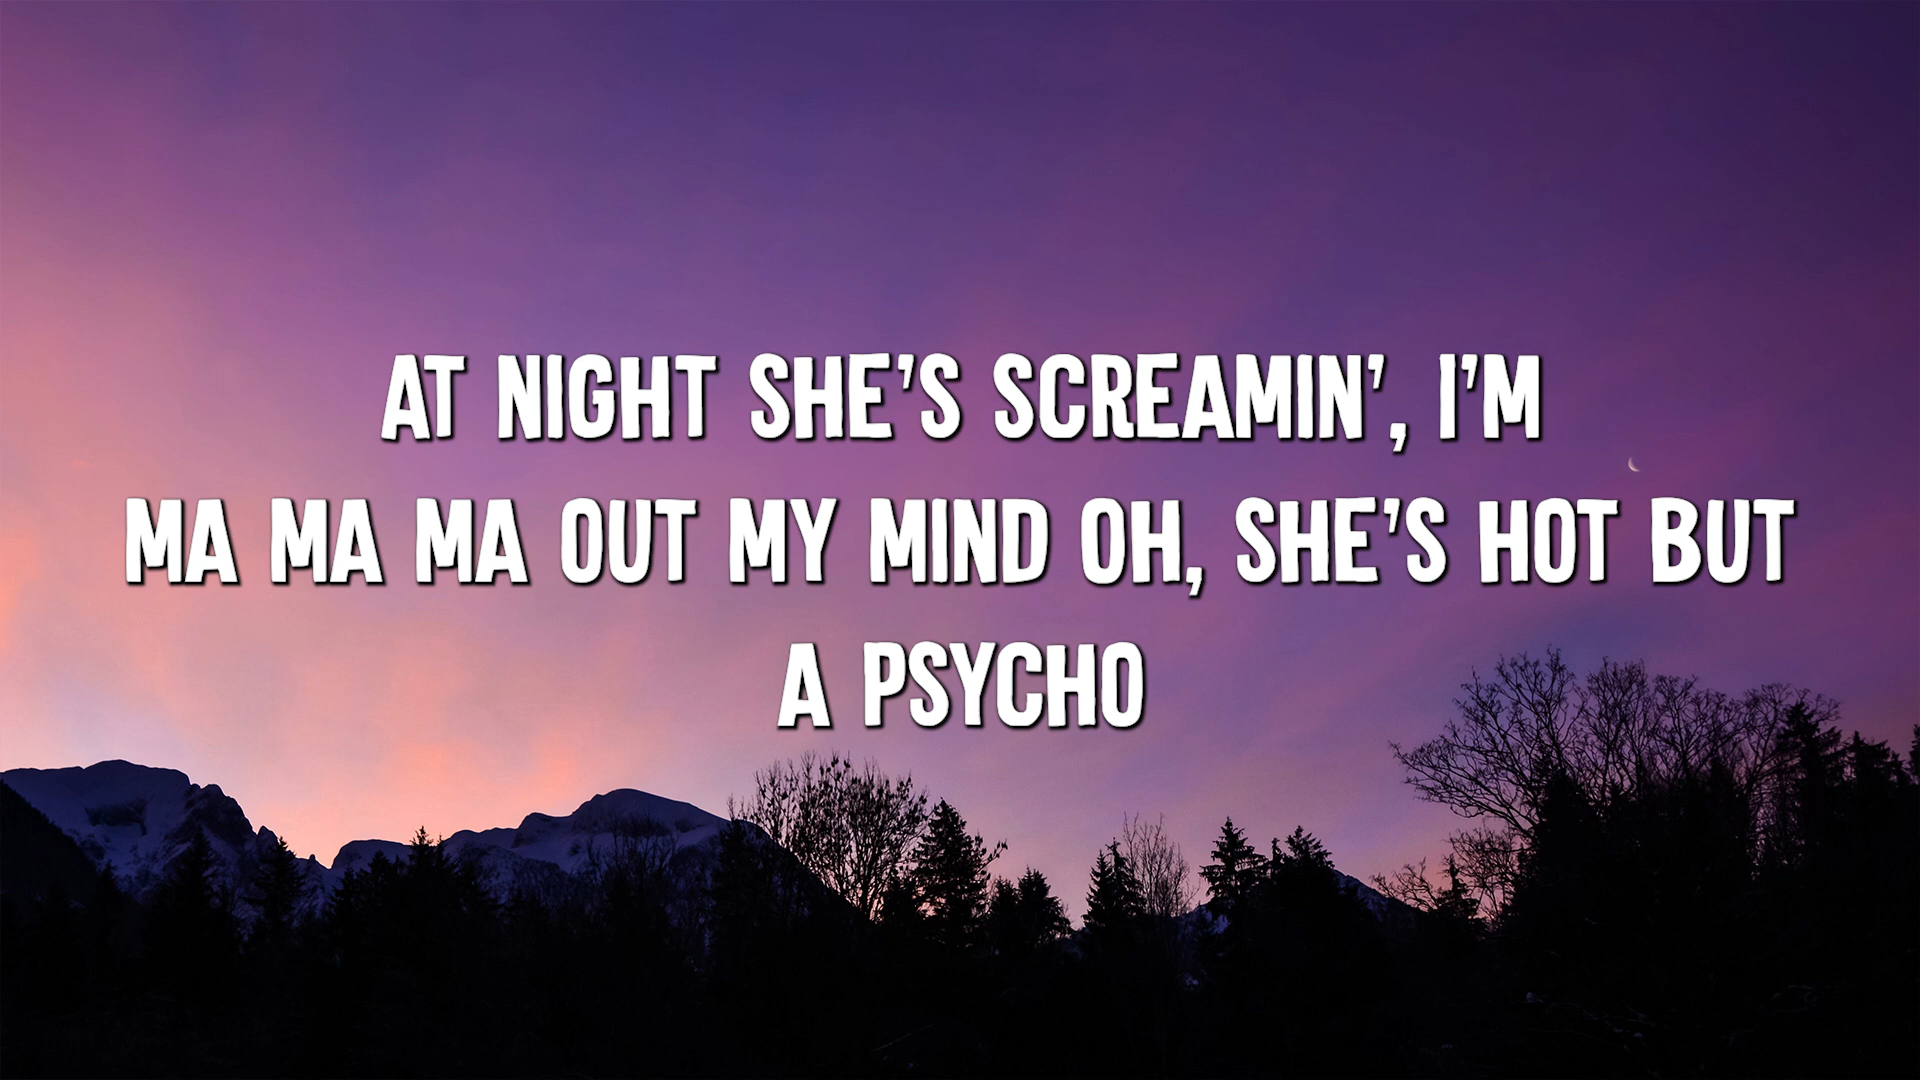 AT NIGHT SHE'S SCREAMIN', I'M
MA MA MA OUT MY MIND OH, SHE'S HOT BUT
A PSYCHO